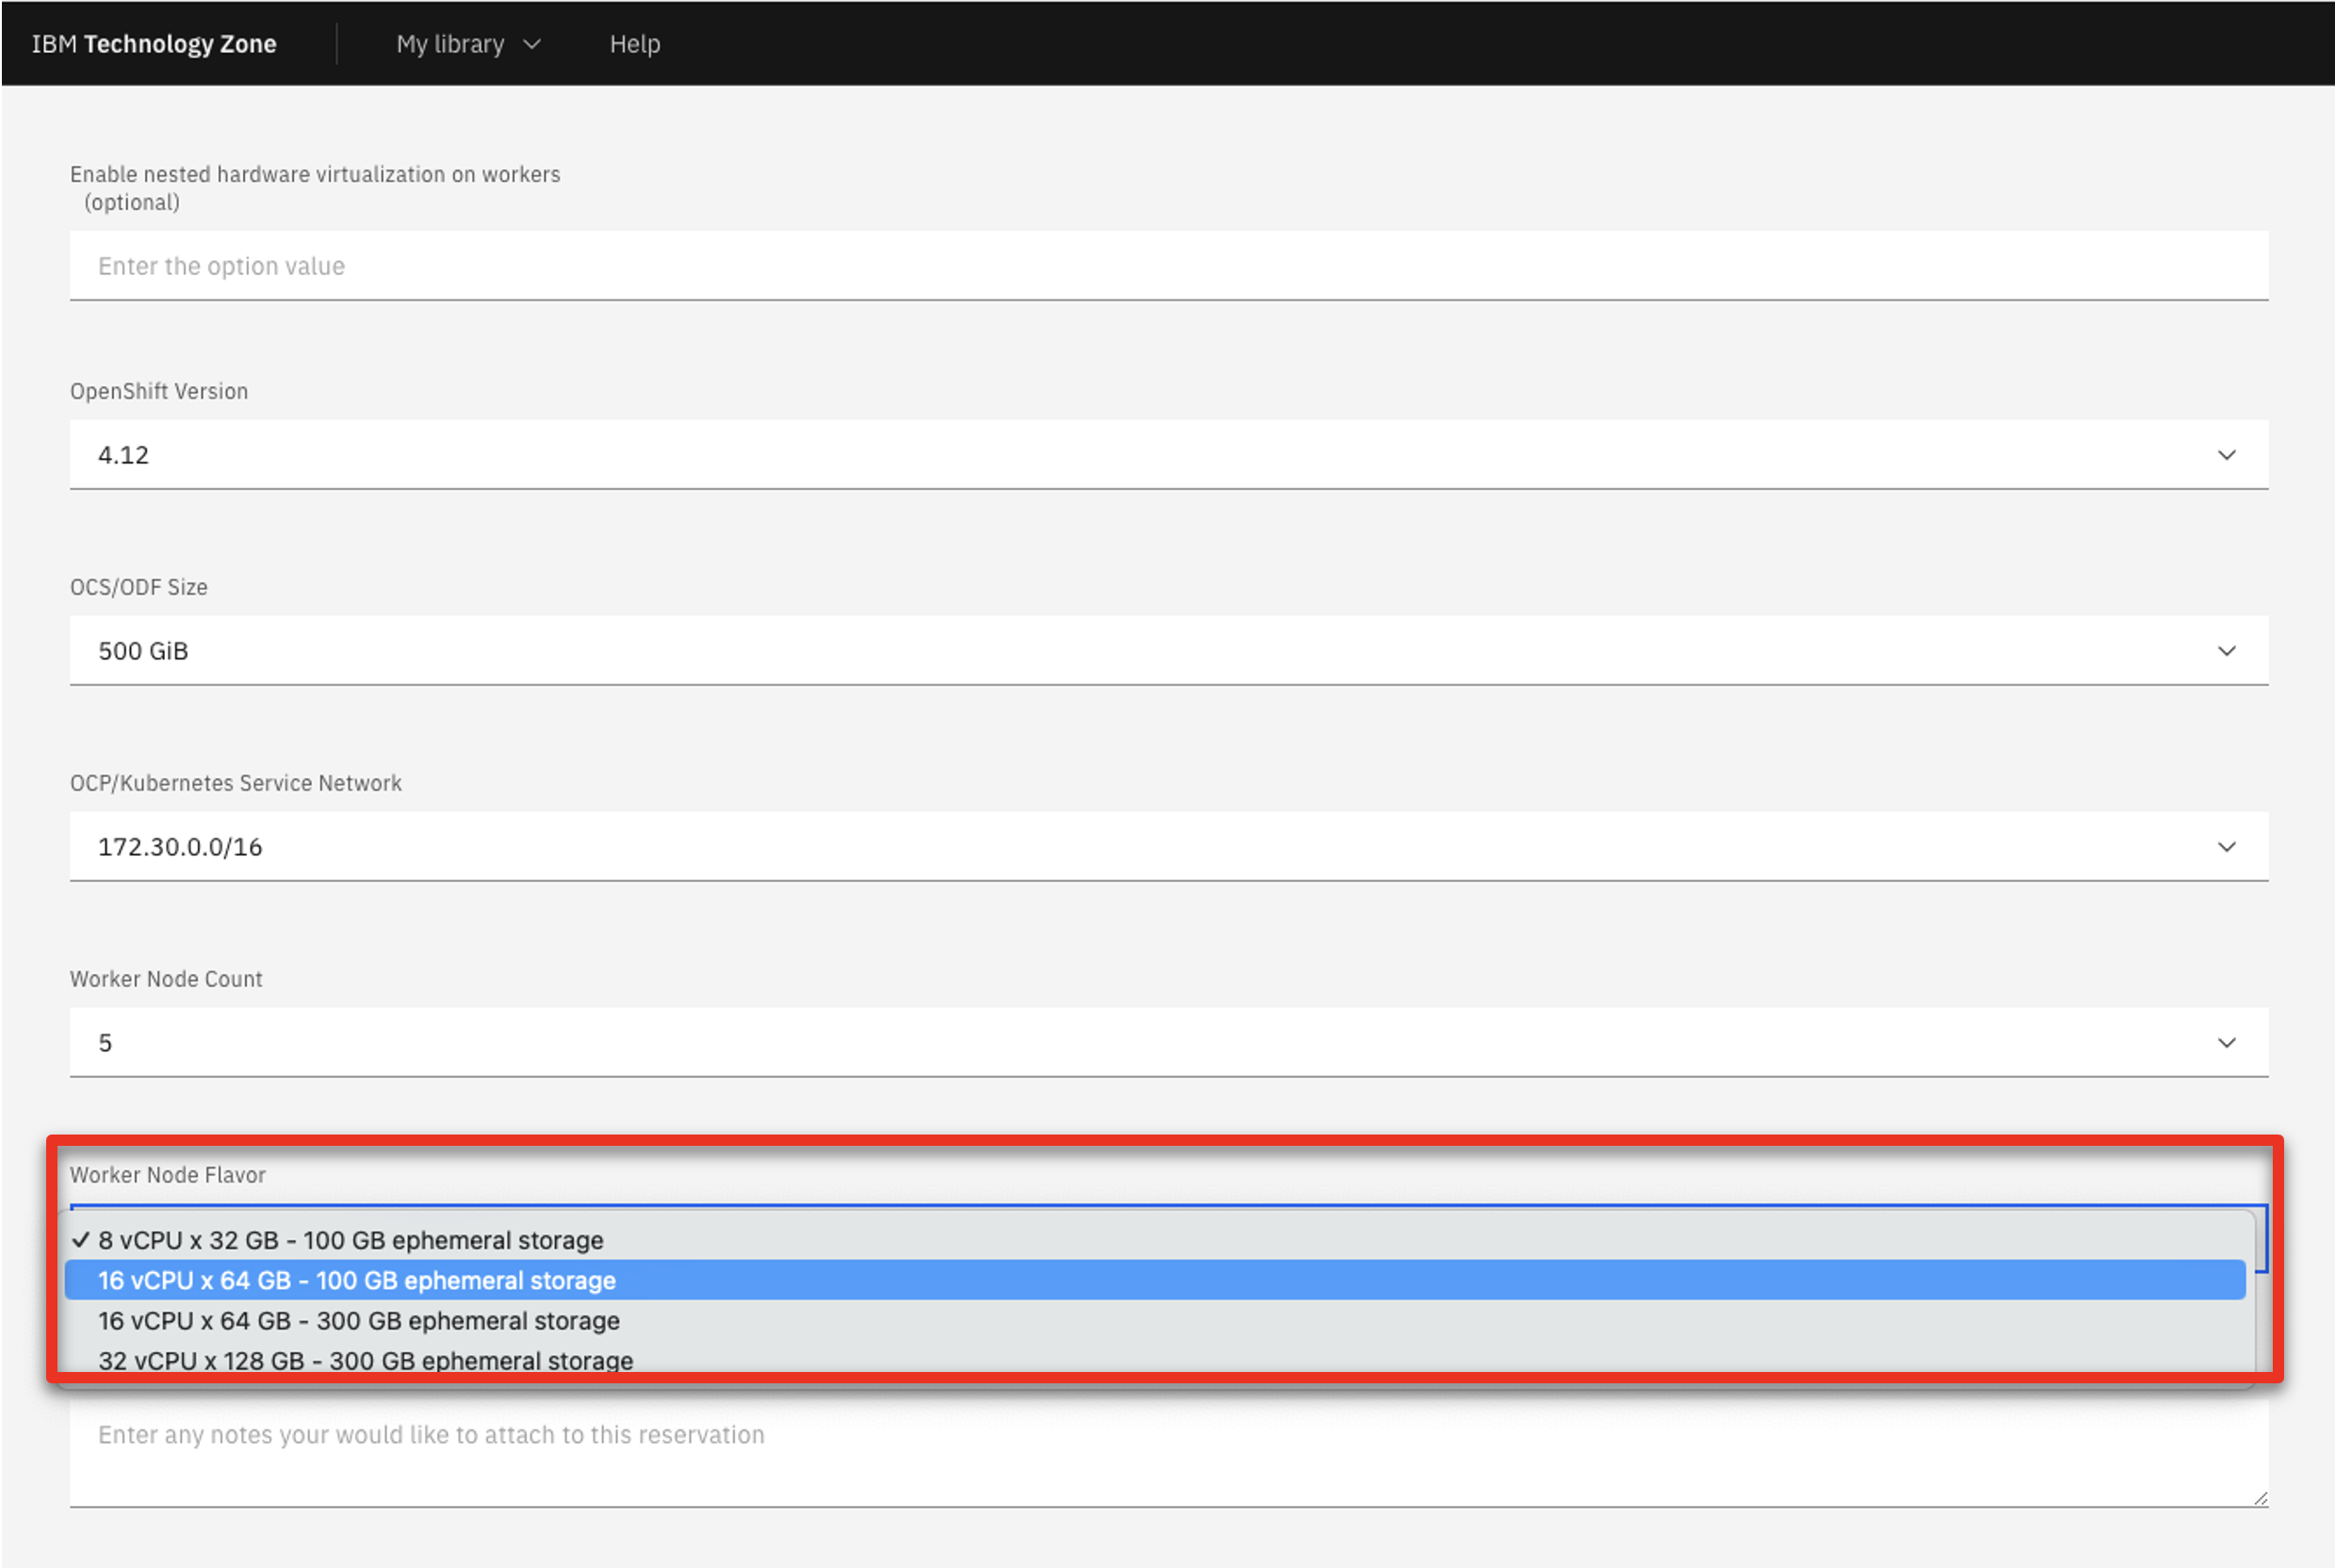 IBM Technology Zone My library Help
Enable nested hardware virtualization on workers
(optional)
Enter the option value
OpenShift Version
4.12
OCS/ODF Size
500 GiB
OCP/Kubernetes Service Network
172.30.0.0/16
Worker Node Count
5
Worker Node Flavor
✓ 8 vCPU x 32 GB - 100 GB ephemeral storage
16 vCPU x 64 GB - 100 GB ephemeral storage
16 vCPU x 64 GB - 300 GB ephemeral storage
32 vCPU x 128 GB - 300 GB ephemeral storage
Enter any notes your would like to attach to this reservation